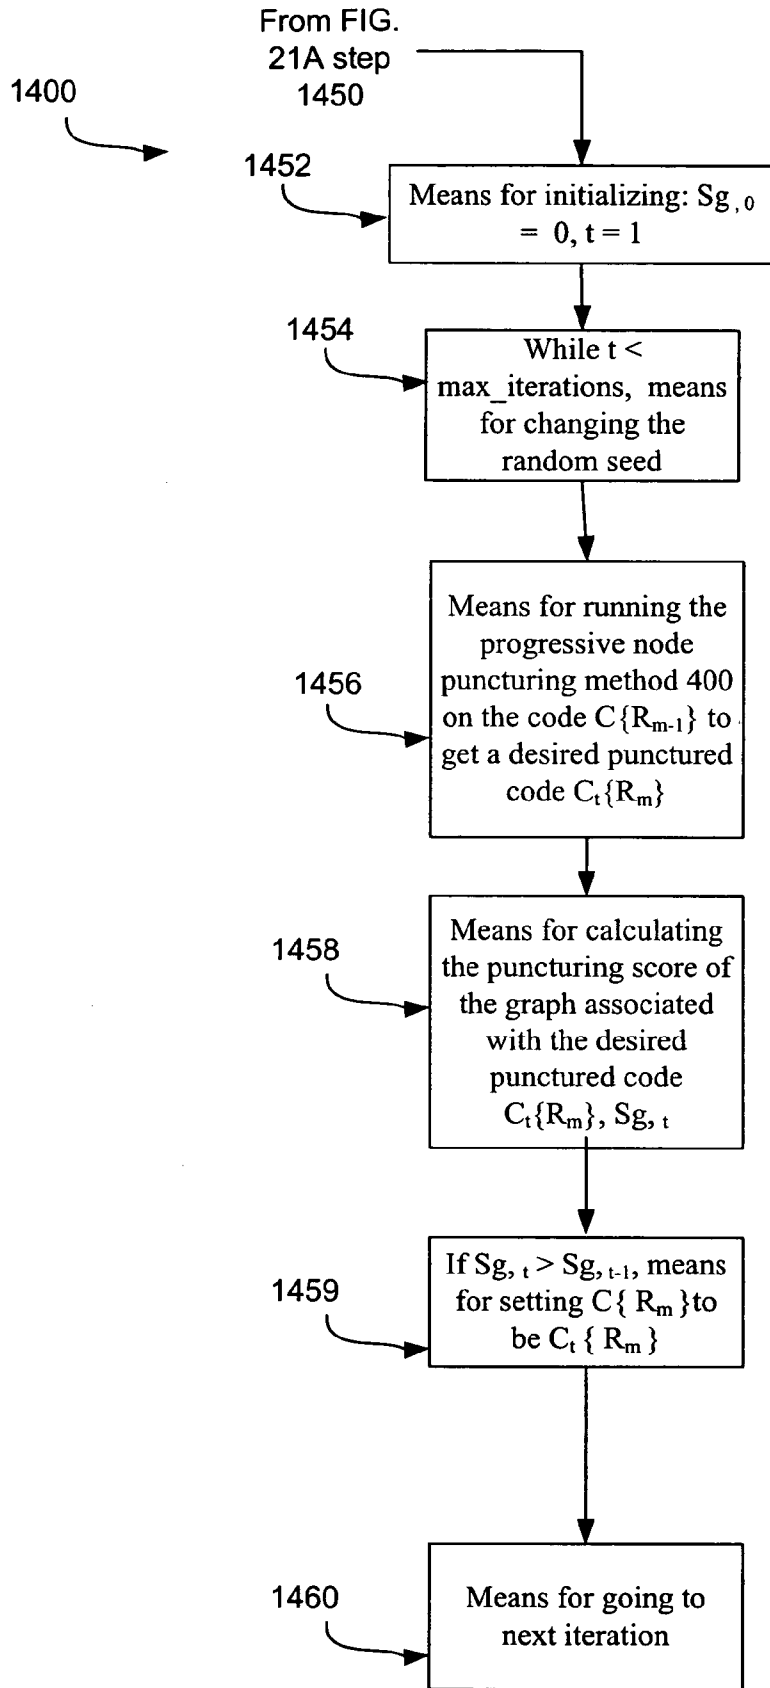 From FIG.
21A step
1450
1400
1452
Means for initializing: Sg,0
= 0, t = 1
1454
While t <
max_iterations, means
for changing the
random seed
1456
Means for running the
progressive node
puncturing method 400
on the code C{Rm-1} to
get a desired punctured
code Ct{Rm}
1458
Means for calculating
the puncturing score of
the graph associated
with the desired
punctured code
Ct{Rm}, Sg, t
1459
If Sg, t > Sg, t-1, means
for setting C{ Rm}to
be Ct { Rm }
1460
Means for going to
next iteration